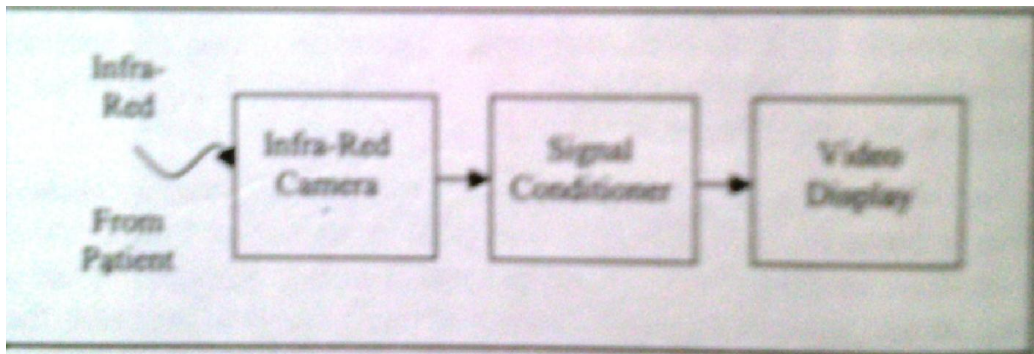 Infra-
Red
From
Patient
Infra-Red
Camera
Signal
Conditioner
Video
Display